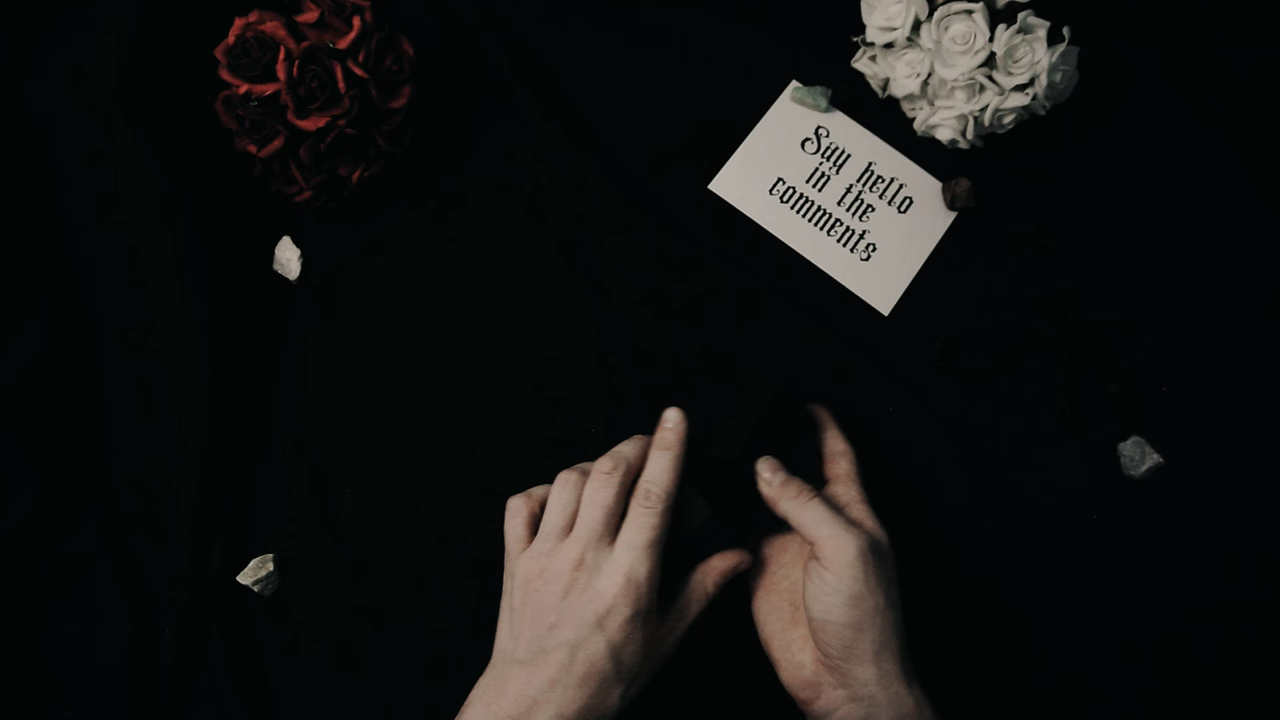 Say hello
in the
comments